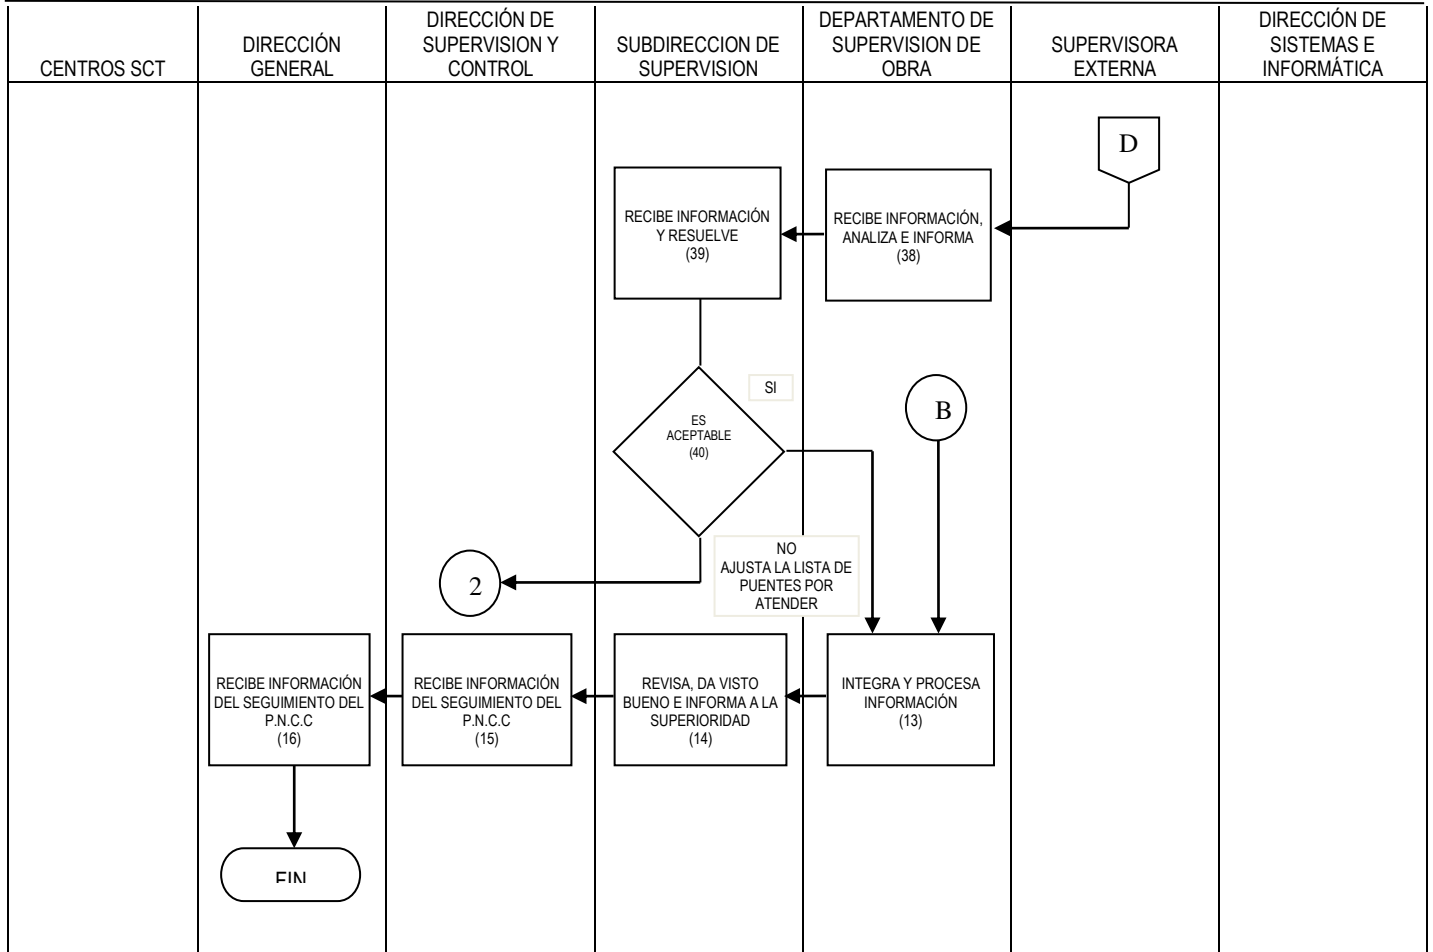 CENTROS SCT
DIRECCIÓN
GENERAL
DIRECCIÓN DE
SUPERVISION Y
CONTROL
SUBDIRECCION DE
SUPERVISION
DEPARTAMENTO DE
SUPERVISION DE
OBRA
SUPERVISORA
EXTERNA
DIRECCIÓN DE
SISTEMAS E
INFORMÁTICA
D
RECIBE INFORMACIÓN
Y RESUELVE
(39)
RECIBE INFORMACIÓN,
ANALIZA E INFORMA
(38)
SI
B
ES
ACEPTABLE
(40)
NO
AJUSTA LA LISTA DE
PUENTES POR
ATENDER
2
RECIBE INFORMACIÓN
DEL SEGUIMIENTO DEL
P.N.C.C
(16)
RECIBE INFORMACIÓN
DEL SEGUIMIENTO DEL
P.N.C.C
(15)
REVISA, DA VISTO
BUENO E INFORMA A LA
SUPERIORIDAD
(14)
INTEGRA Y PROCESA
INFORMACIÓN
(13)
FIN